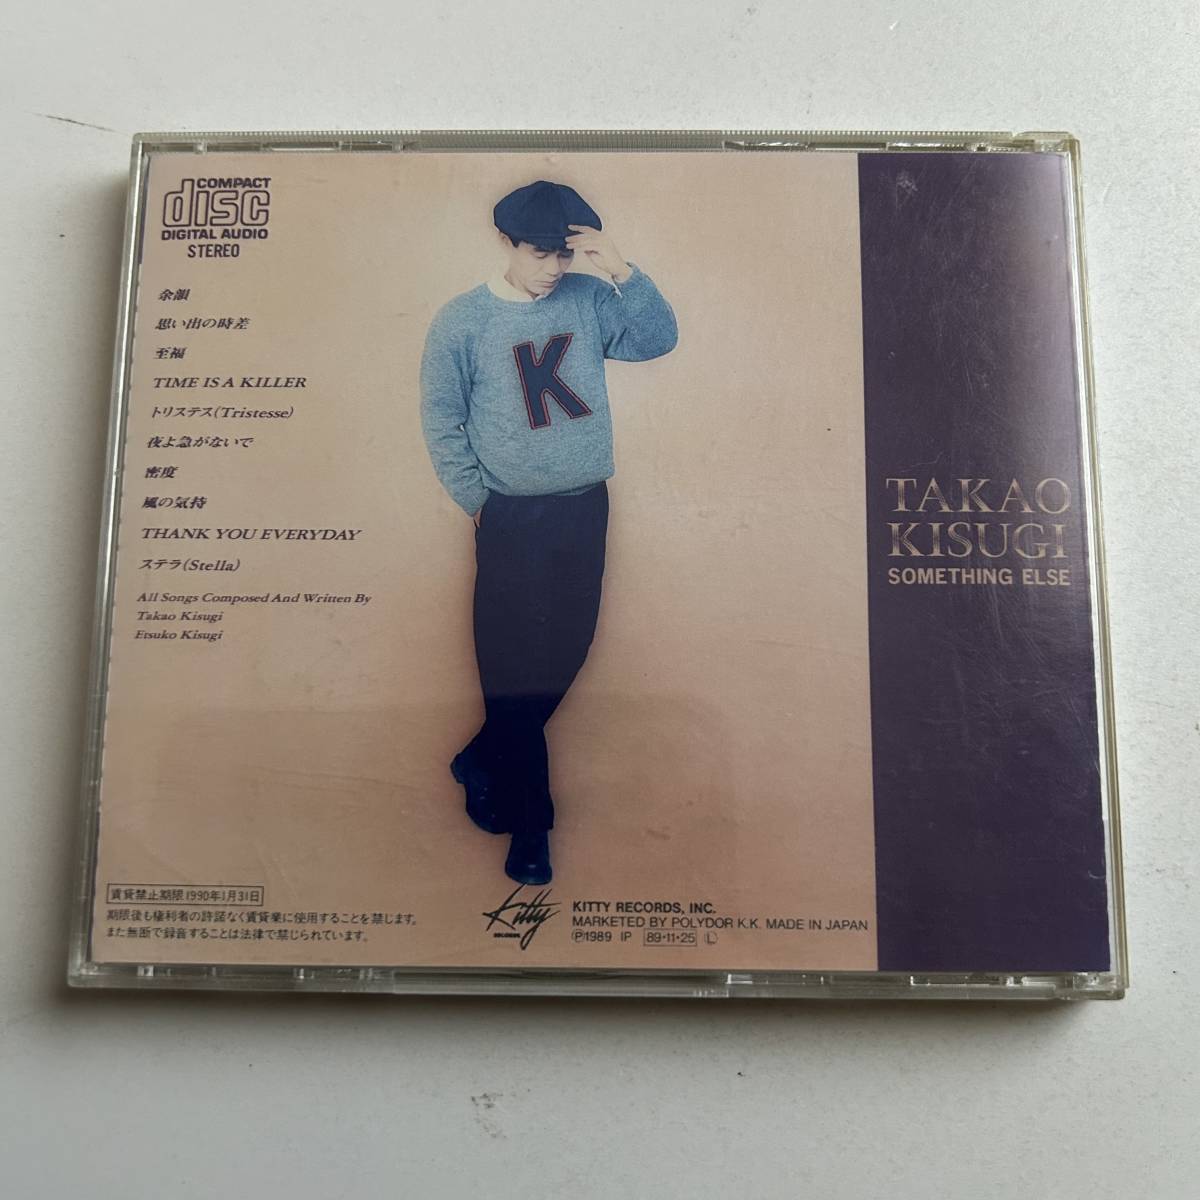 COMPACT
disc
DIGITAL AUDIO
STEREO
余韻
思い出の時差
至福
TIME IS A KILLER
トリステス(Tristesse)
夜よ急がないで
密度
風の気持
THANK YOU EVERYDAY
ステラ(Stella)
All Songs Composed And Written By
Takao Kisugi
Etsuko Kisugi
K
TAKAO
KISUGI
SOMETHING ELSE
賃貸禁止期限1990年1月31日
期限後も権利者の許諾なく賃貸業に使用することを禁じます。
また無断で録音することは法律で禁じられています。
Kitty
RECORDS
KITTY RECORDS, INC.
MARKETED BY POLYDOR K.K. MADE IN JAPAN
Ⓟ1989 IP 89・11・25 Ⓛ